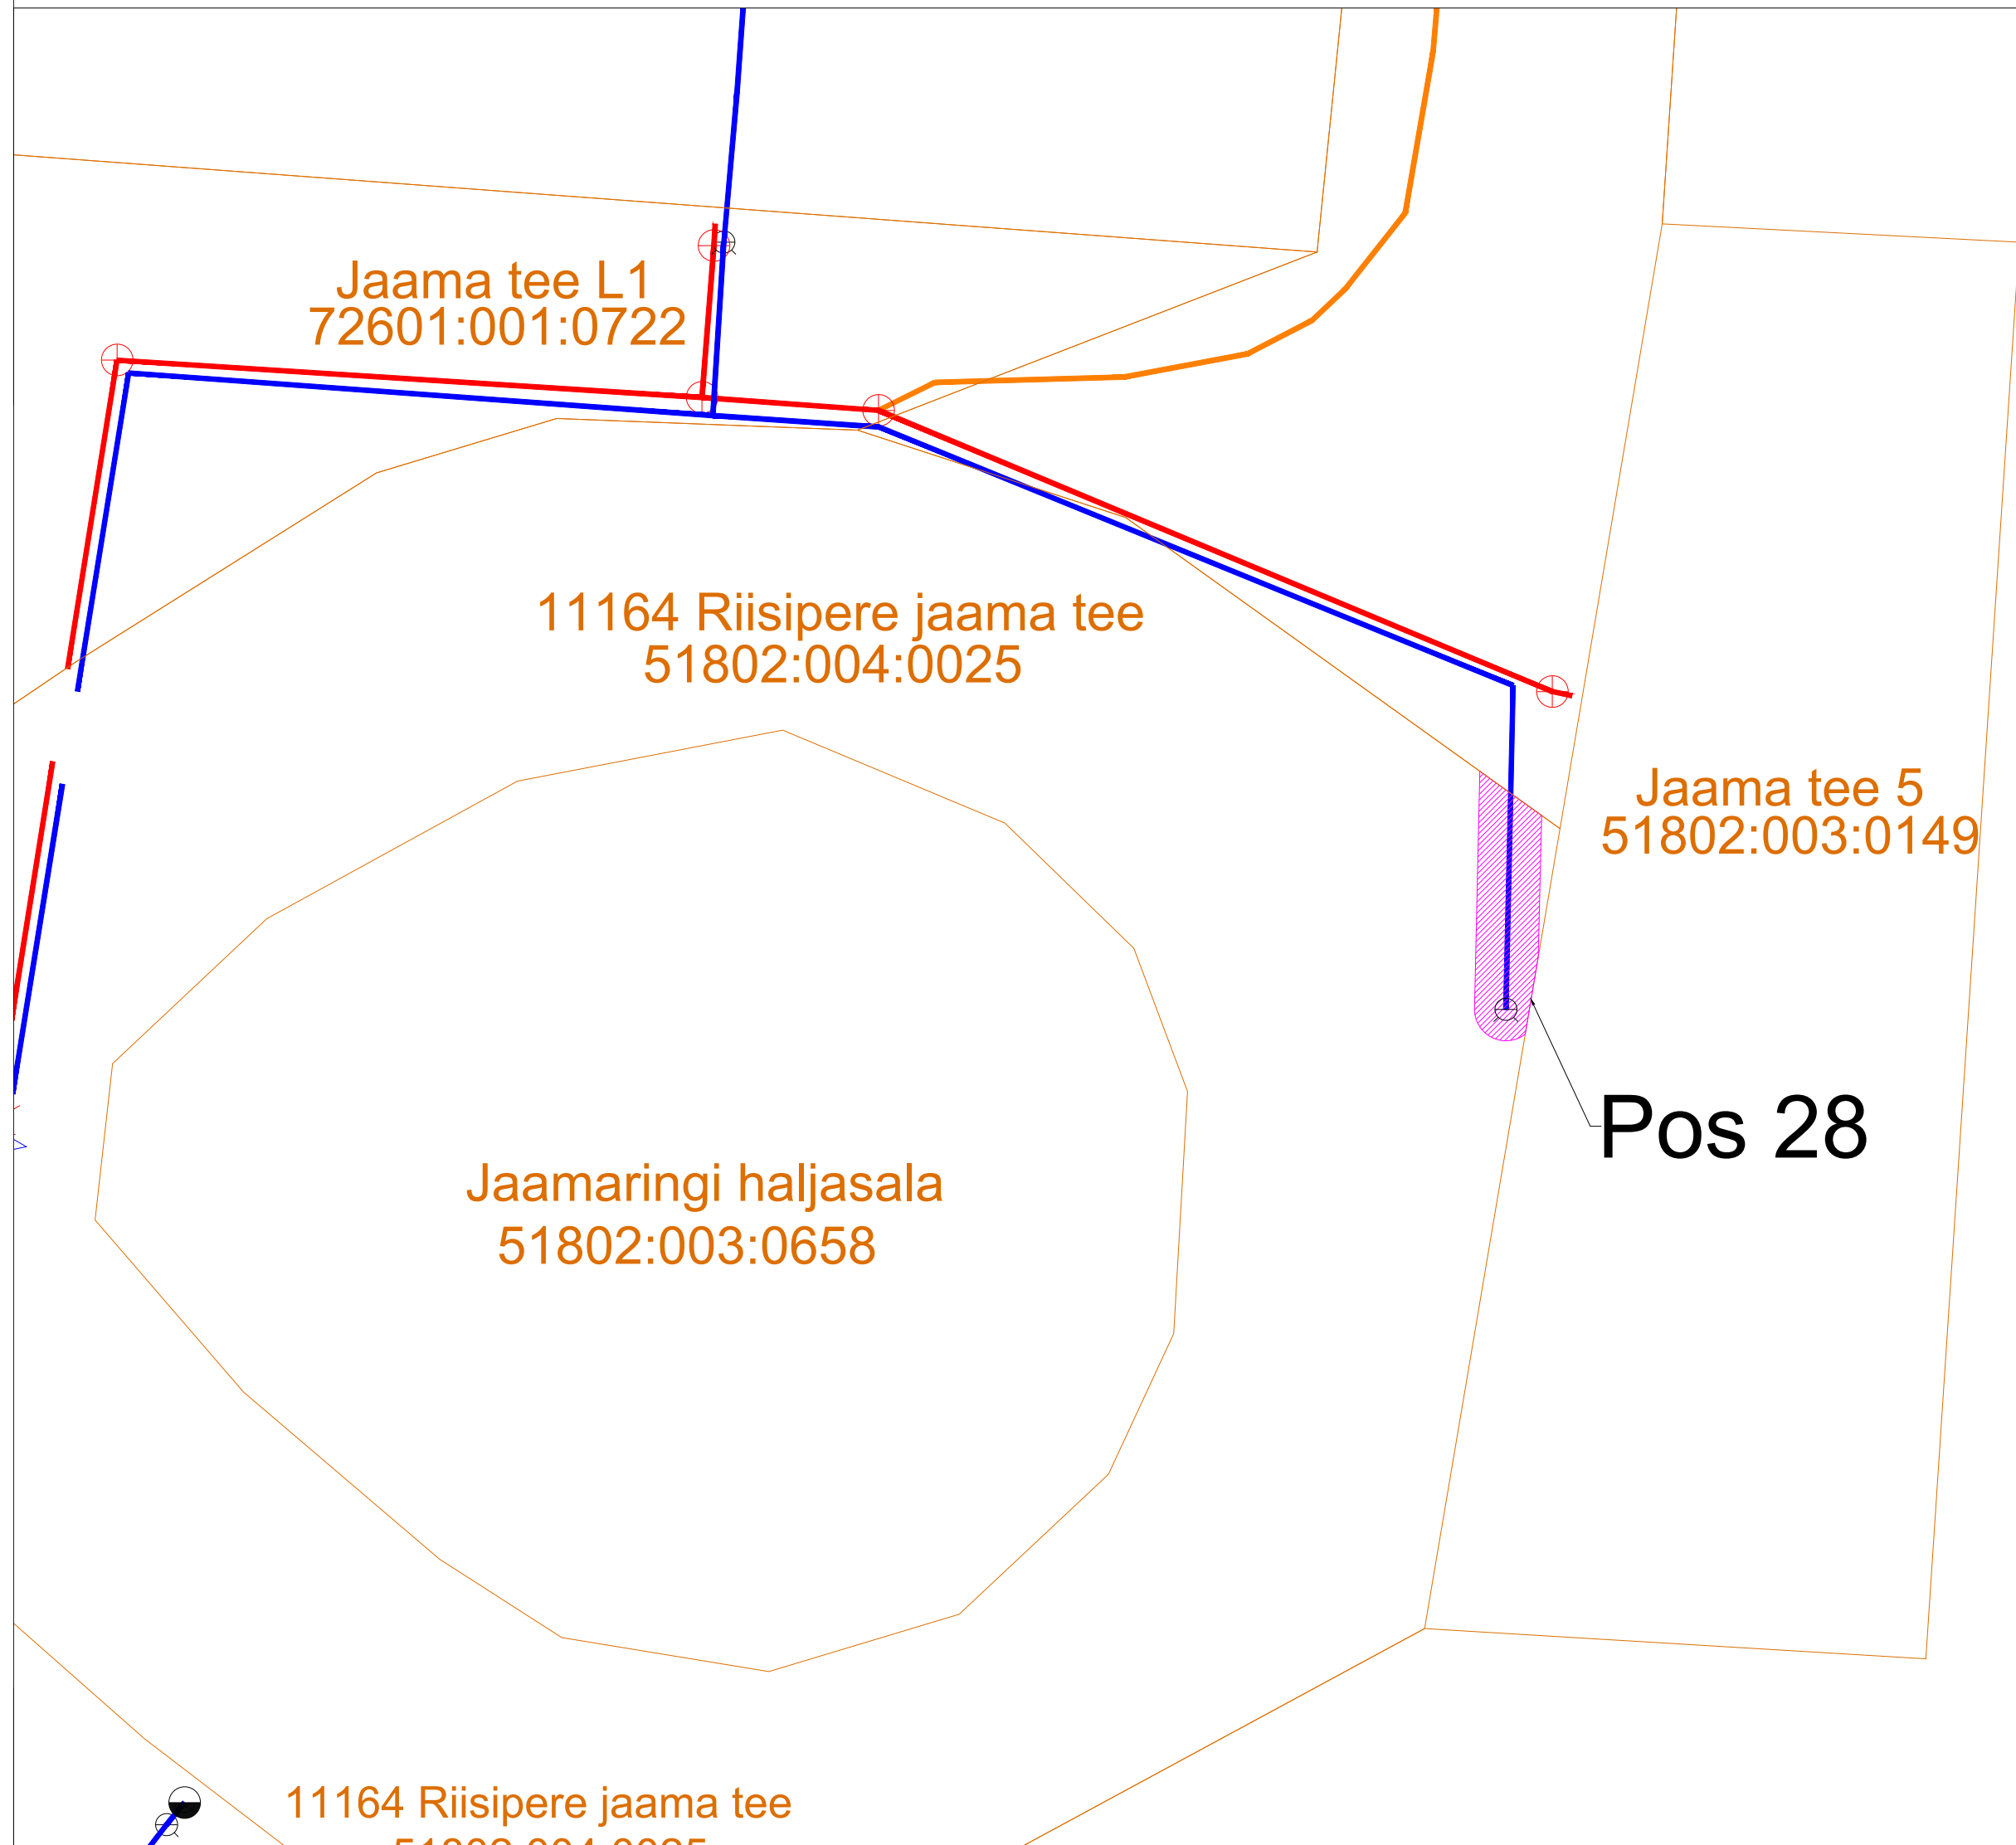 Jaama tee L1
72601:001:0722
11164 Riisipere jaama tee
51802:004:0025
Jaama tee 5
51802:003:0149
Pos 28
Jaamaringi haljasala
51802:003:0658
11164 Riisipere jaama tee